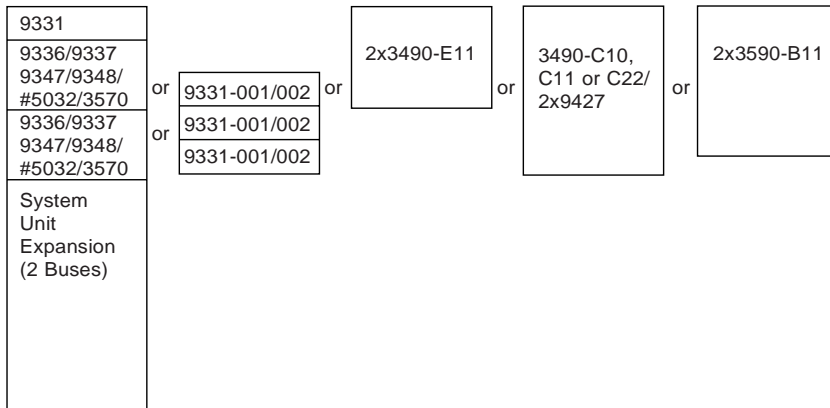 9331
9336/9337
9347/9348/
#5032/3570
9336/9337
9347/9348/
#5032/3570
System
Unit
Expansion
(2 Buses)
or
or
9331-001/002
9331-001/002
9331-001/002
or
2x3490-E11
or
3490-C10,
C11 or C22/
2x9427
or
2x3590-B11